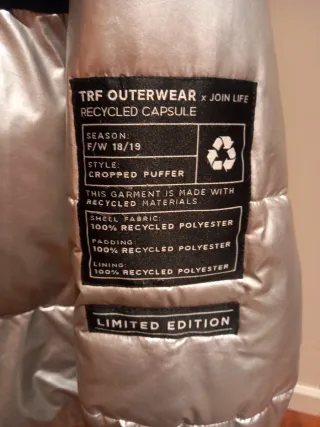 TRF OUTERWEAR x JOIN LIFE
RECYCLED CAPSULE
SEASON:
F/W 18/19
STYLE:
CROPPED PUFFER
THIS GARMENT IS MADE WITH
RECYCLED MATERIALS
SHELL FABRIC:
100% RECYCLED POLYESTER
PADDING:
100% RECYCLED POLYESTER
LINING:
100% RECYCLED POLYESTER
LIMITED EDITION